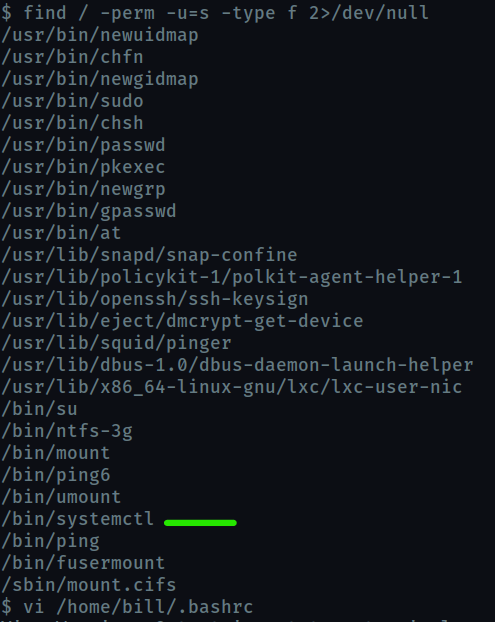 $ find / -perm -u=s -type f 2>/dev/null
/usr/bin/newuidmap
/usr/bin/chfn
/usr/bin/newgidmap
/usr/bin/sudo
/usr/bin/chsh
/usr/bin/passwd
/usr/bin/pkexec
/usr/bin/newgrp
/usr/bin/gpasswd
/usr/bin/at
/usr/lib/snapd/snap-confine
/usr/lib/policykit-1/polkit-agent-helper-1
/usr/lib/openssh/ssh-keysign
/usr/lib/eject/dmcrypt-get-device
/usr/lib/squid/pinger
/usr/lib/dbus-1.0/dbus-daemon-launch-helper
/usr/lib/x86_64-linux-gnu/lxc/lxc-user-nic
/bin/su
/bin/ntfs-3g
/bin/mount
/bin/ping6
/bin/umount
/bin/systemctl
/bin/ping
/bin/fusermount
/sbin/mount.cifs
$ vi /home/bill/.bashrc